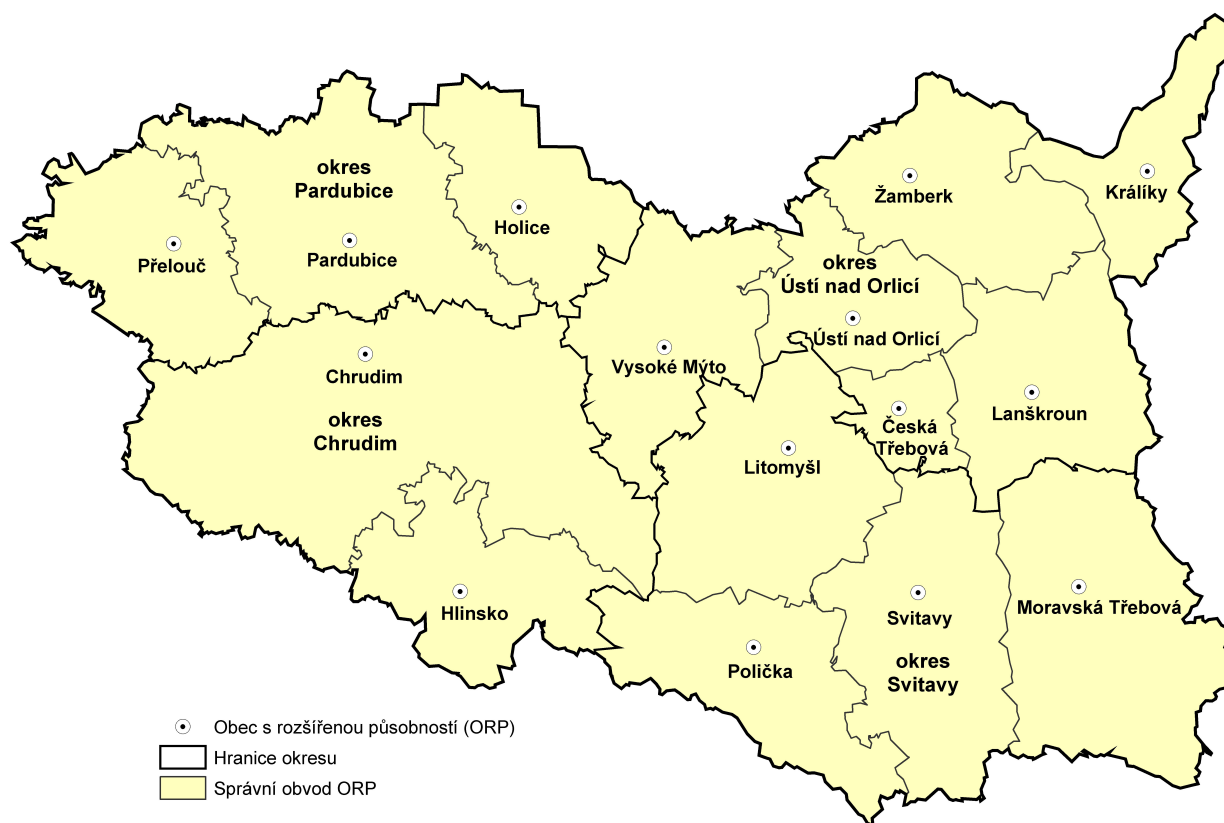 okres
Pardubice
Žamberk
Králíky
Holice
Přelouč
Pardubice
okres
Ústí nad Orlicí
Ústí nad Orlicí
Chrudim
Vysoké Mýto
okres
Chrudim
Lanškroun
Česká
Třebová
Litomyšl
Hlinsko
Svitavy
Moravská Třebová
Polička
okres
Svitavy
Obec s rozšířenou působností (ORP)
Hranice okresu
Správní obvod ORP